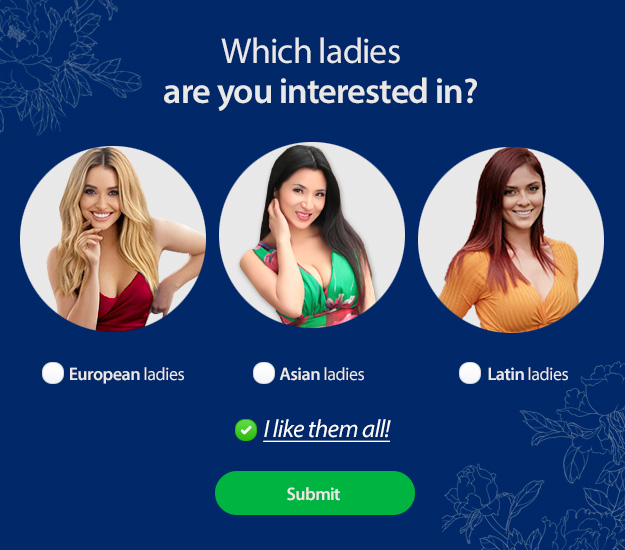 Which ladies
are you interested in?
European ladies
Asian ladies
Latin ladies
I like them all!
Submit